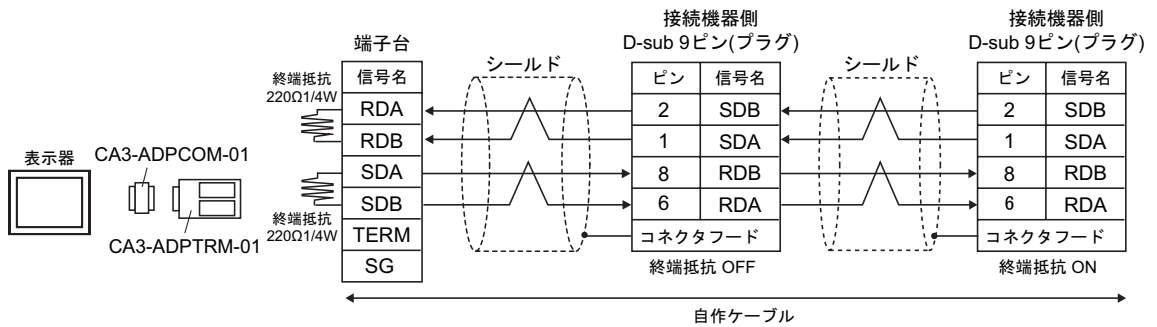 表示器
CA3-ADPCOM-01
CA3-ADPTRM-01
終端抵抗
220Ω1/4W
終端抵抗
220Ω1/4W
端子台
信号名
RDA
RDB
SDA
SDB
TERM
SG
シールド
接続機器側
D-sub 9ピン(プラグ)
ピン 信号名
2 SDB
1 SDA
8 RDB
6 RDA
コネクタフード
終端抵抗 OFF
シールド
接続機器側
D-sub 9ピン(プラグ)
ピン 信号名
2 SDB
1 SDA
8 RDB
6 RDA
コネクタフード
終端抵抗 ON
自作ケーブル